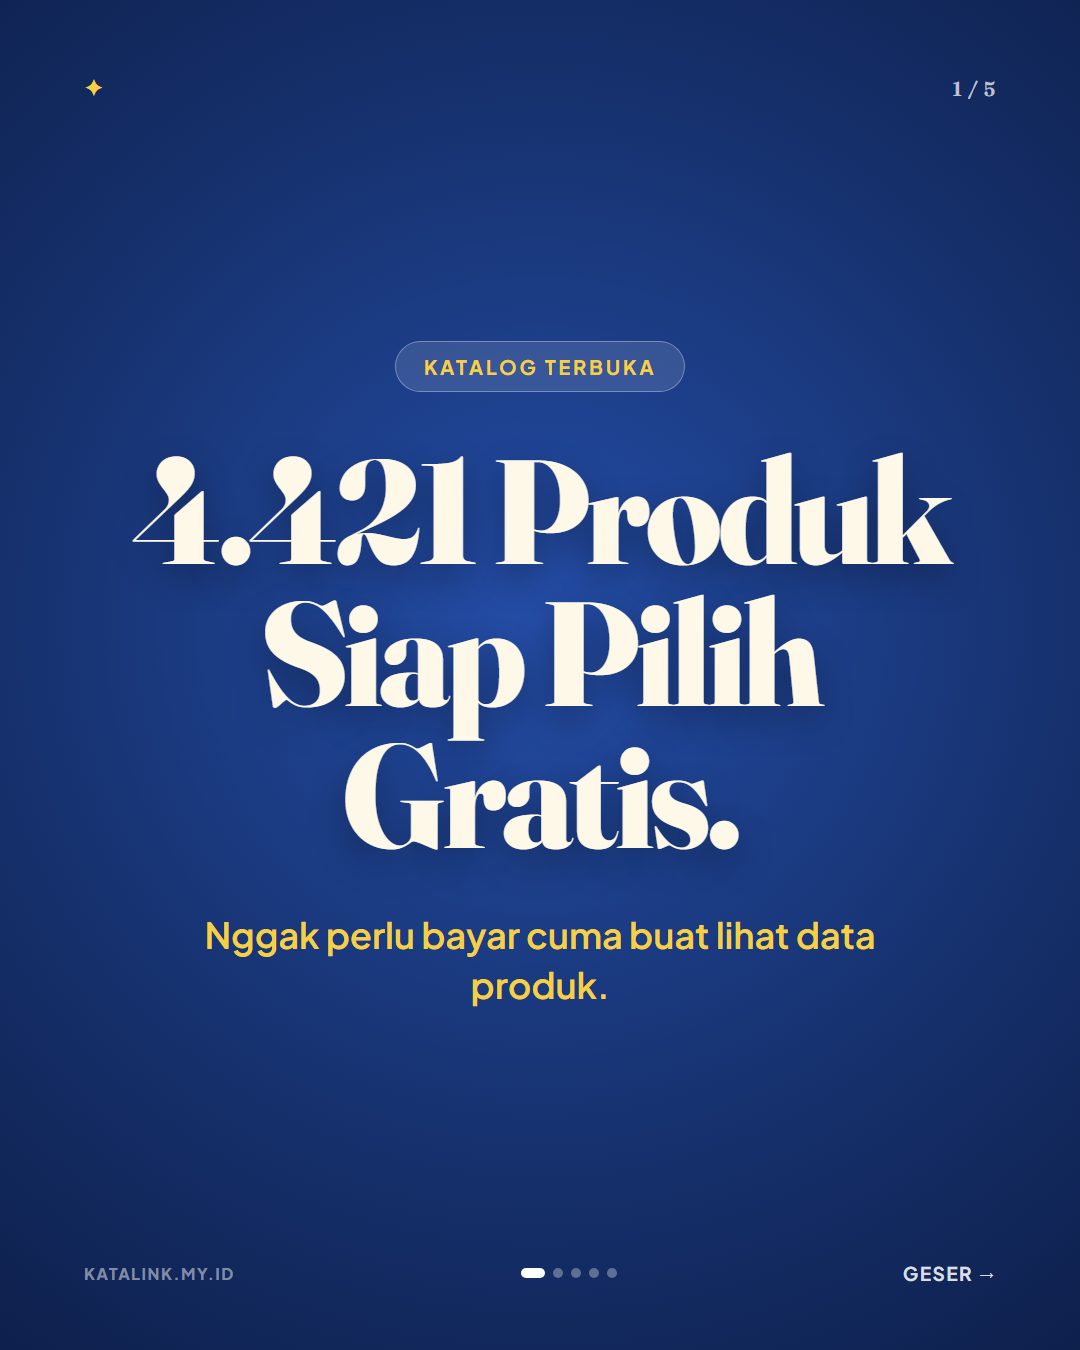 ✦
1 / 5
KATALOG TERBUKA
4.421 Produk
Siap Pilih
Gratis.
Nggak perlu bayar cuma buat lihat data
produk.
KATALINK.MY.ID
GESER →